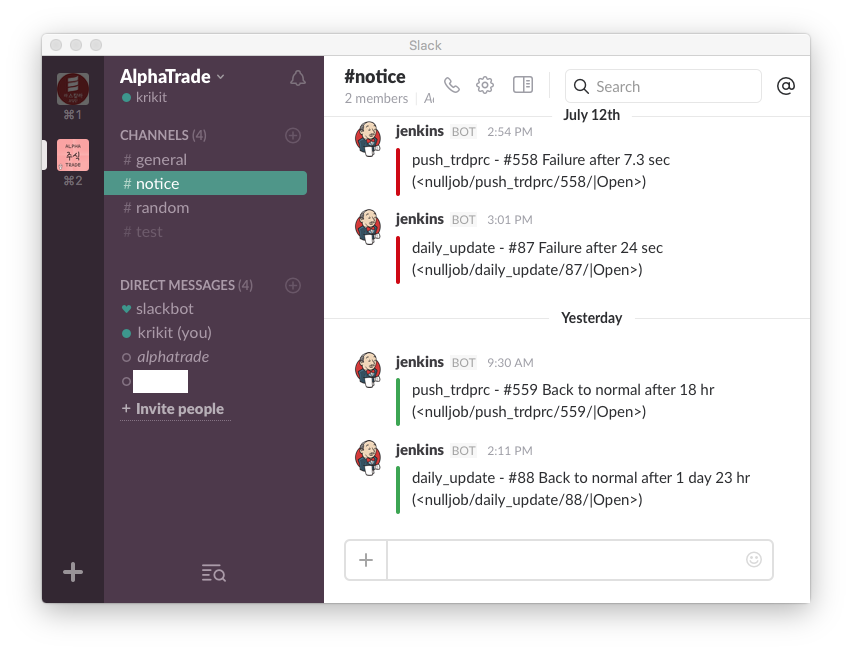 Slack
⌘1
ALPHA
주식
TRADE
⌘2
AlphaTrade
krikit
CHANNELS (4)
# general
# notice
# random
# test
DIRECT MESSAGES (4)
slackbot
krikit (you)
alphatrade
+ Invite people
#notice
2 members
Search
@
July 12th
jenkins BOT 2:54 PM
push_trdprc - #558 Failure after 7.3 sec
(<nulljob/push_trdprc/558/|Open>)
jenkins BOT 3:01 PM
daily_update - #87 Failure after 24 sec
(<nulljob/daily_update/87/|Open>)
Yesterday
jenkins BOT 9:30 AM
push_trdprc - #559 Back to normal after 18 hr
(<nulljob/push_trdprc/559/|Open>)
jenkins BOT 2:11 PM
daily_update - #88 Back to normal after 1 day 23 hr
(<nulljob/daily_update/88/|Open>)